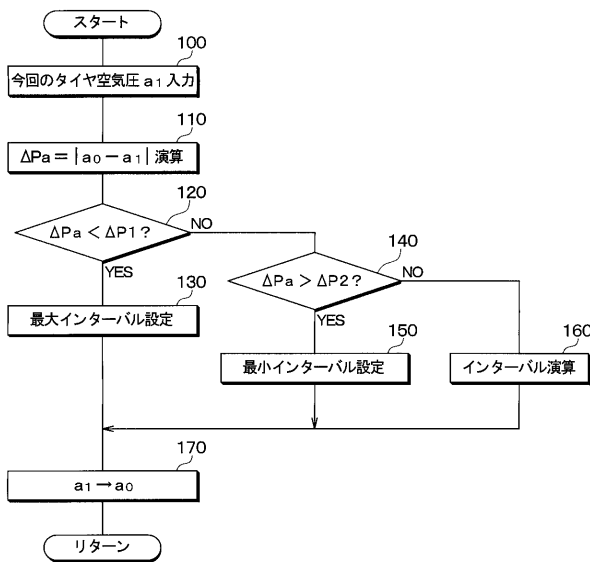 スタート
100
今回のタイヤ空気圧 a₁ 入力
110
ΔPa＝|a₀－a₁| 演算
120
ΔPa＜ΔP1？
NO
YES
140
ΔPa＞ΔP2？
NO
YES
130
最大インターバル設定
150
最小インターバル設定
160
インターバル演算
170
a₁→a₀
リターン